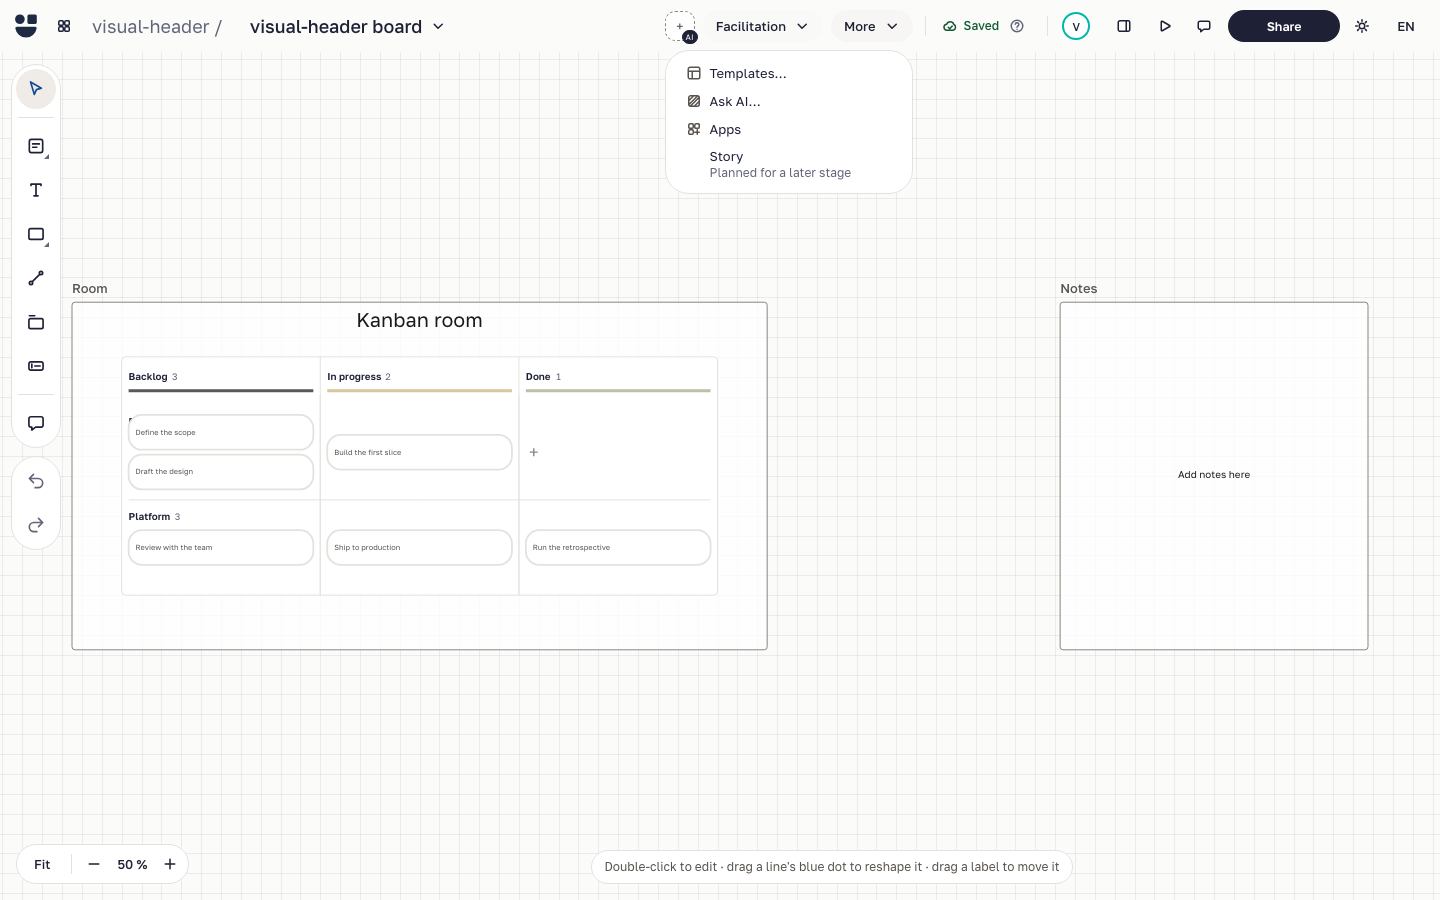 visual-header / visual-header board
+
AI
Facilitation
More
Saved
V
Share
EN
Templates...
Ask AI...
Apps
Story
Planned for a later stage
Room
Kanban room
Backlog 3
In progress 2
Done 1
Define the scope
Build the first slice
+
Draft the design
Platform 3
Review with the team
Ship to production
Run the retrospective
Notes
Add notes here
Fit
50 %
Double-click to edit · drag a line's blue dot to reshape it · drag a label to move it